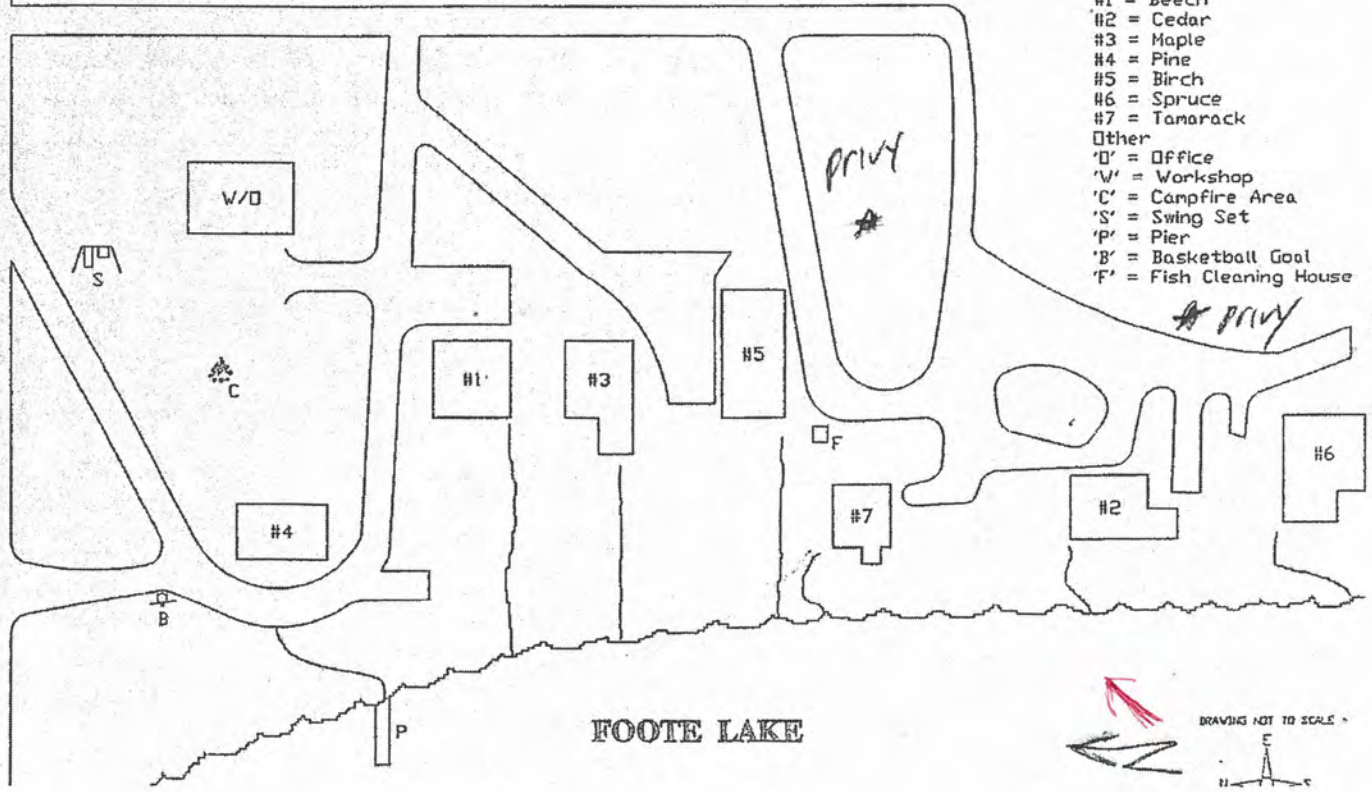 #1 = Beech
#2 = Cedar
#3 = Maple
#4 = Pine
#5 = Birch
#6 = Spruce
#7 = Tamarack
Other
'O' = Office
'W' = Workshop
'C' = Campfire Area
'S' = Swing Set
'P' = Pier
'B' = Basketball Goal
'F' = Fish Cleaning House
privy
privy
W/O
S
C
#1
#3
#5
F
#6
#4
#7
#2
B
P
FOOTE LAKE
DRAWING NOT TO SCALE
E
N
S